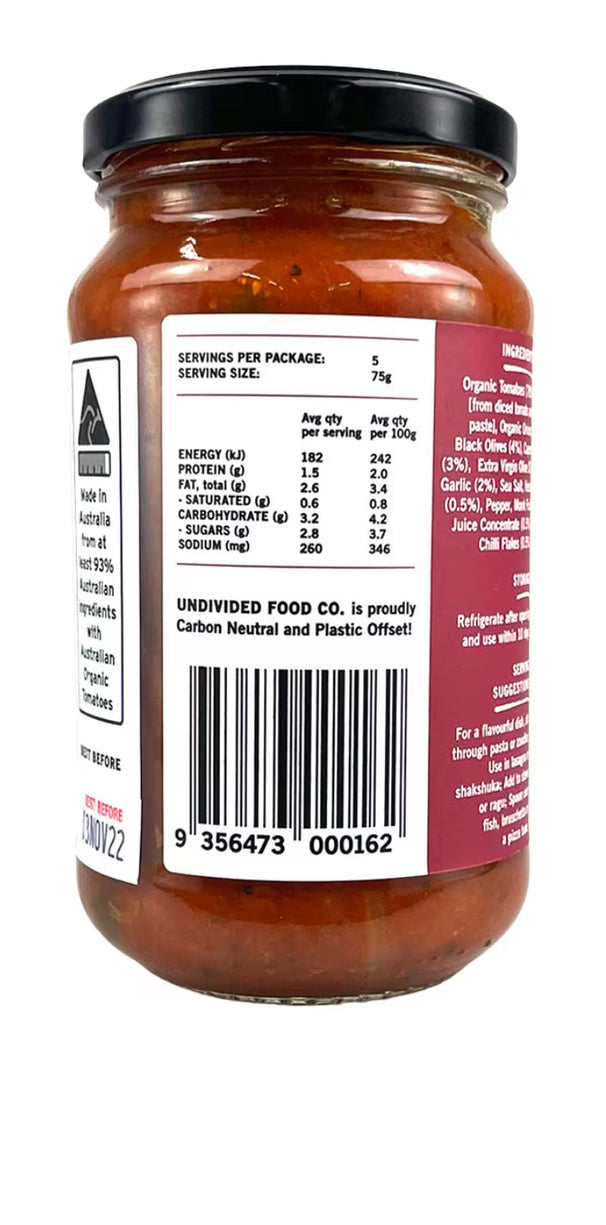 Made in
Australia
from at
least 93%
Australian
ingredients
with
Australian
Organic
Tomatoes
BEST BEFORE
BEST BEFORE
3NOV22
SERVINGS PER PACKAGE: 5
SERVING SIZE: 75g
Avg qty per serving Avg qty per 100g
ENERGY (kJ) 182 242
PROTEIN (g) 1.5 2.0
FAT, total (g) 2.6 3.4
- SATURATED (g) 0.6 0.8
CARBOHYDRATE (g) 3.2 4.2
- SUGARS (g) 2.8 3.7
SODIUM (mg) 260 346
UNDIVIDED FOOD CO. is proudly
Carbon Neutral and Plastic Offset!
9 356473 000162
Organic Tomatoes
[from diced
paste], Organic
Black Olives (4%),
(3%), Extra Virgin
Garlic (2%), Sea Salt,
(0.5%), Pepper, Monk
Juice Concentrate
Chilli Flakes
Refrigerate after
and use within 10
For a flavourful dish,
through pasta or
Use in
shakshuka; Add to
or ragu; Spoon
fish,
a pizza